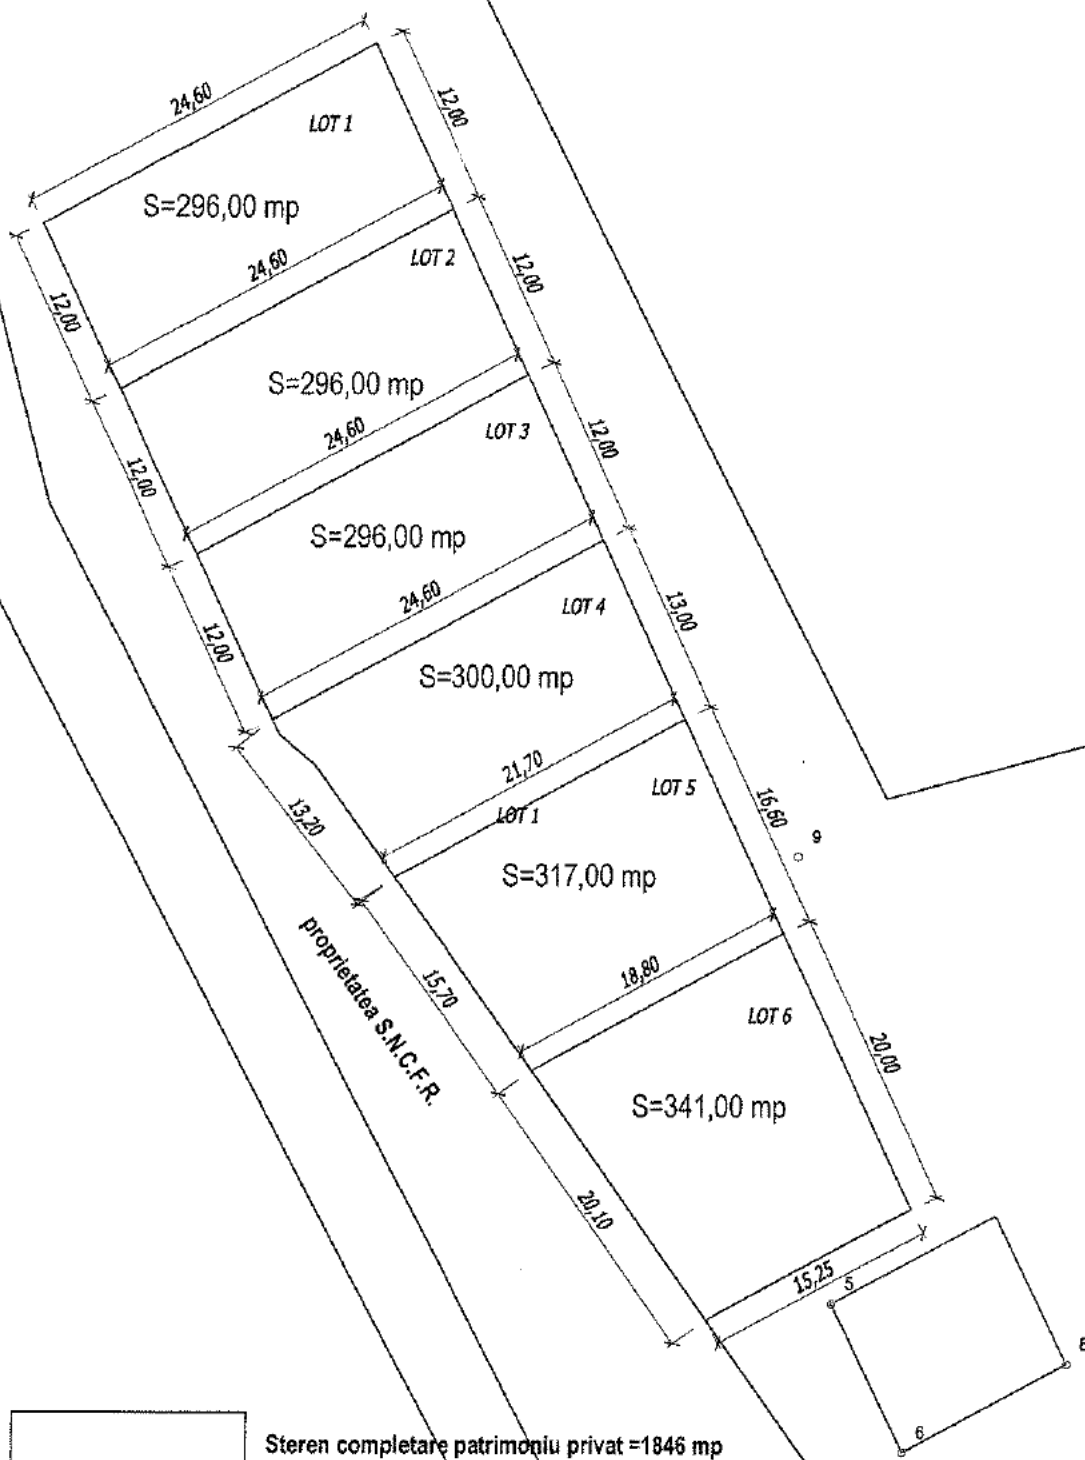 24,60
12,00
LOT 1
S=296,00 mp
24,60
LOT 2
12,00
12,00
S=296,00 mp
24,60
LOT 3
12,00
12,00
S=296,00 mp
24,60
LOT 4
13,00
12,00
S=300,00 mp
21,70
LOT 5
16,60
LOT 1
13,20
9
S=317,00 mp
proprietatea S.N.C.F.R.
18,80
15,70
LOT 6
20,00
S=341,00 mp
20,10
15,25
5
6
Steren completare patrimoniu privat =1846 mp